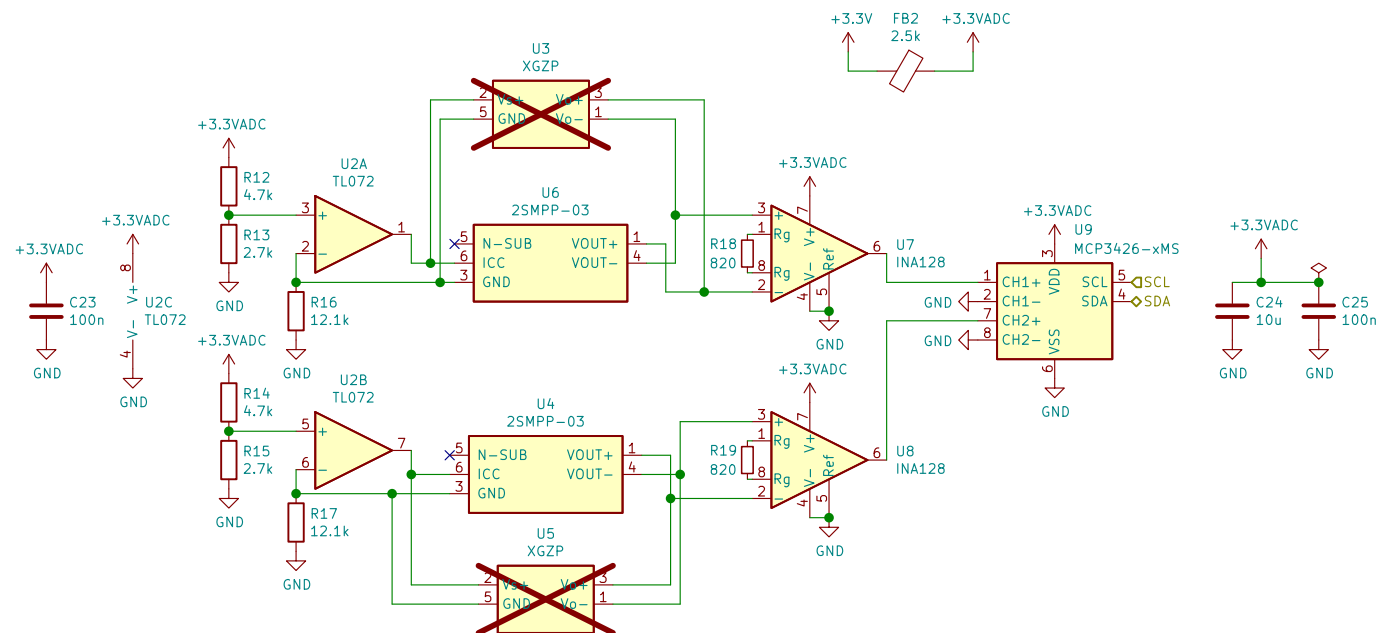 +3.3V FB2 +3.3VADC
2.5k
U3
XGZP
2 Vs+ Vo+ 3
5 GND Vo- 1
+3.3VADC
R12
4.7k
R13
2.7k
GND
U2A
TL072
3 +
2 -
1
R16
12.1k
GND
U6
2SMPP-03
5 N-SUB VOUT+ 1
6 ICC VOUT- 4
3 GND
+3.3VADC
R18
820
3 +
1 Rg
8 Rg
2 -
7 V+
4 V-
5 Ref
6
U7
INA128
GND
+3.3VADC
U9
MCP3426-xMS
3 VDD
1 CH1+ SCL 5 SCL
GND 2 CH1- SDA 4 SDA
7 CH2+
GND 8 CH2-
VSS 6
GND
+3.3VADC
C24
10u
GND
C25
100n
GND
+3.3VADC
C23
100n
GND
+3.3VADC
8 V+
U2C
TL072
4 V-
GND
+3.3VADC
R14
4.7k
R15
2.7k
GND
U2B
TL072
5 +
6 -
7
R17
12.1k
GND
U4
2SMPP-03
5 N-SUB VOUT+ 1
6 ICC VOUT- 4
3 GND
U5
XGZP
2 Vs+ Vo+ 3
5 GND Vo- 1
+3.3VADC
R19
820
3 +
1 Rg
8 Rg
2 -
7 V+
4 V-
5 Ref
6
U8
INA128
GND